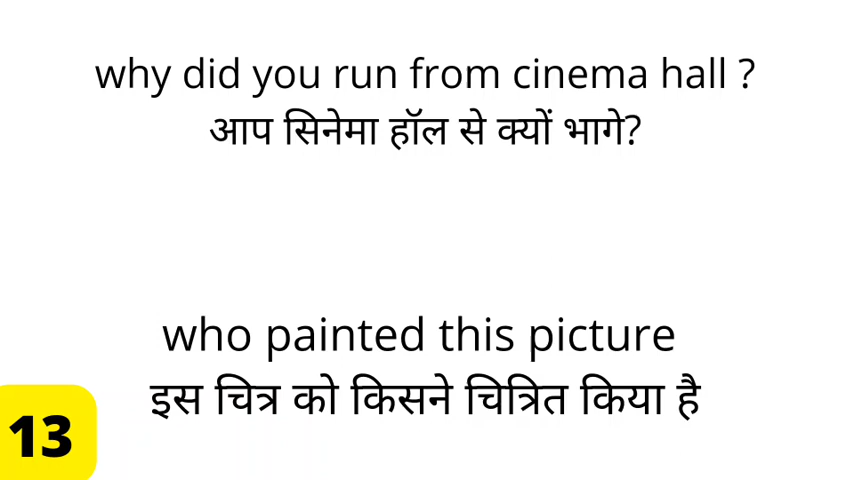 why did you run from cinema hall ?
आप सिनेमा हॉल से क्यों भागे?
who painted this picture
इस चित्र को किसने चित्रित किया है
13